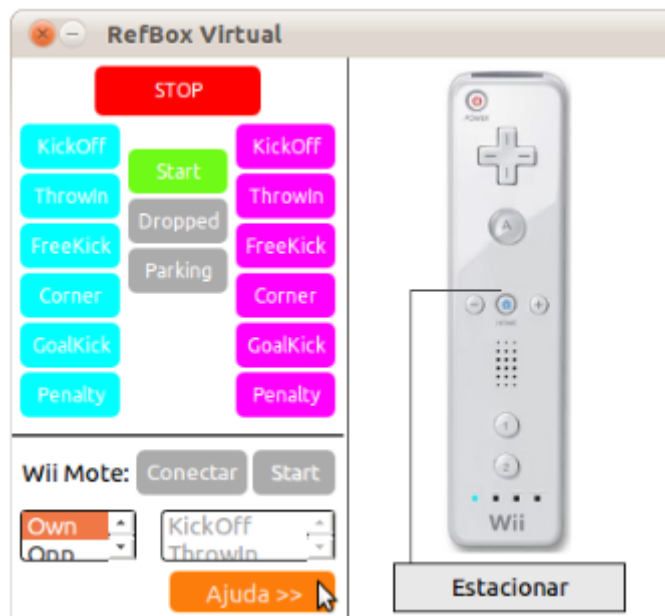 RefBox Virtual
STOP
KickOff
ThrowIn
FreeKick
Corner
GoalKick
Penalty
Start
Dropped
Parking
KickOff
ThrowIn
FreeKick
Corner
GoalKick
Penalty
Wii Mote: Conectar Start
Own
Opp
KickOff
ThrowIn
Ajuda >>
POWER
A
HOME
1
2
Wii
Estacionar